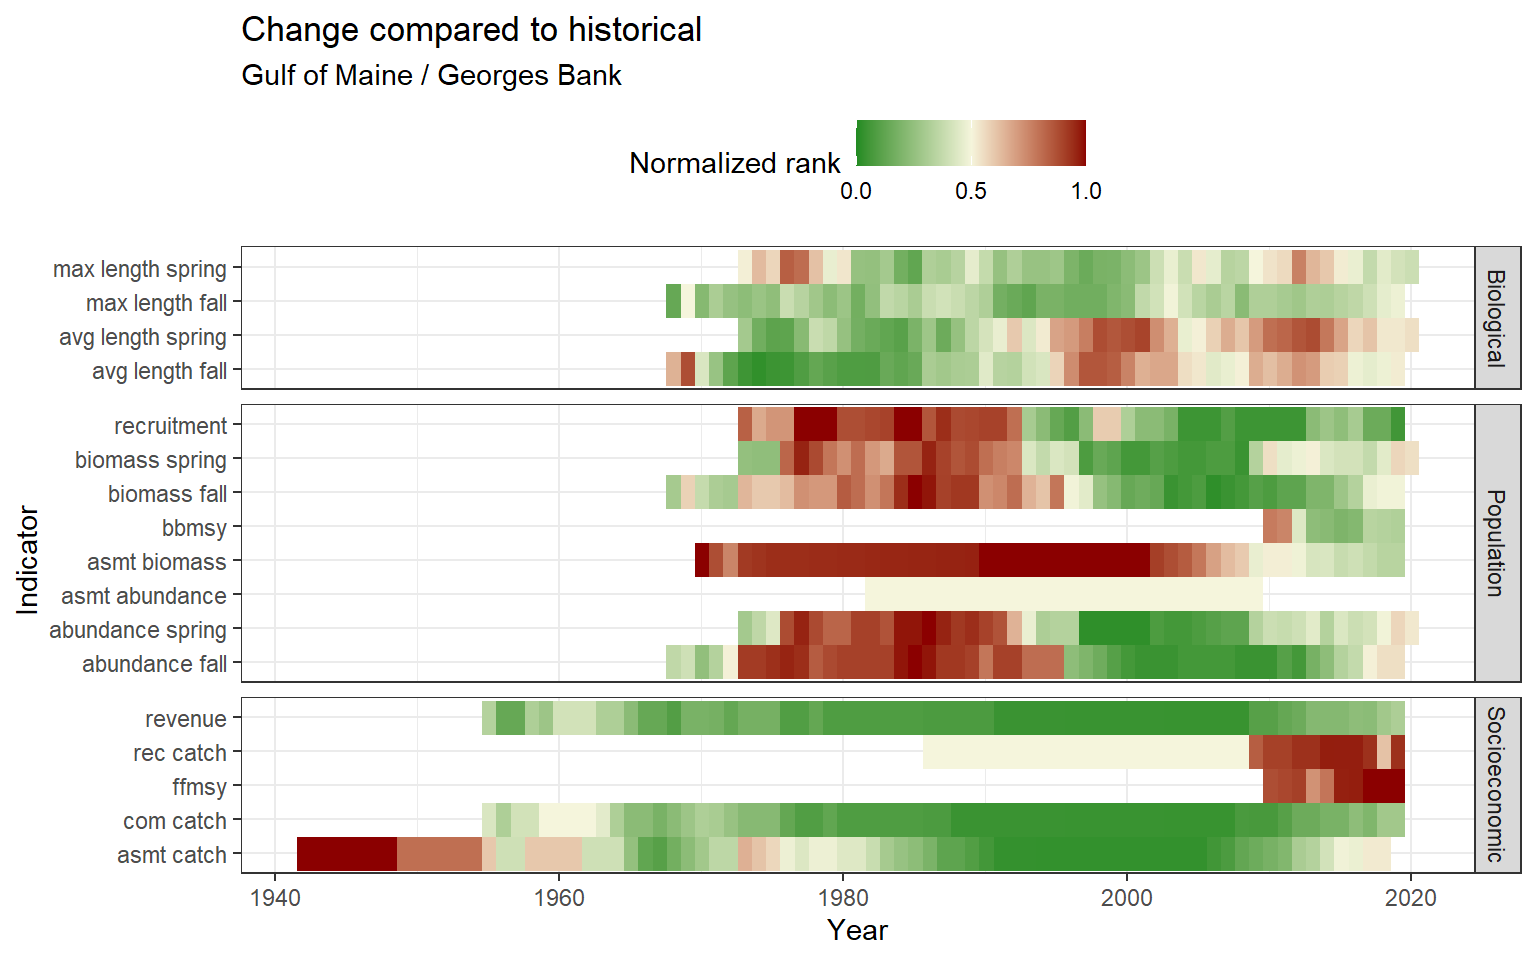 Change compared to historical
Gulf of Maine / Georges Bank
Normalized rank
0.0 0.5 1.0
max length spring
max length fall
avg length spring
avg length fall
Biological
recruitment
biomass spring
biomass fall
bbmsy
asmt biomass
asmt abundance
abundance spring
abundance fall
Population
revenue
rec catch
ffmsy
com catch
asmt catch
Socioeconomic
Indicator
1940 1960 1980 2000 2020
Year